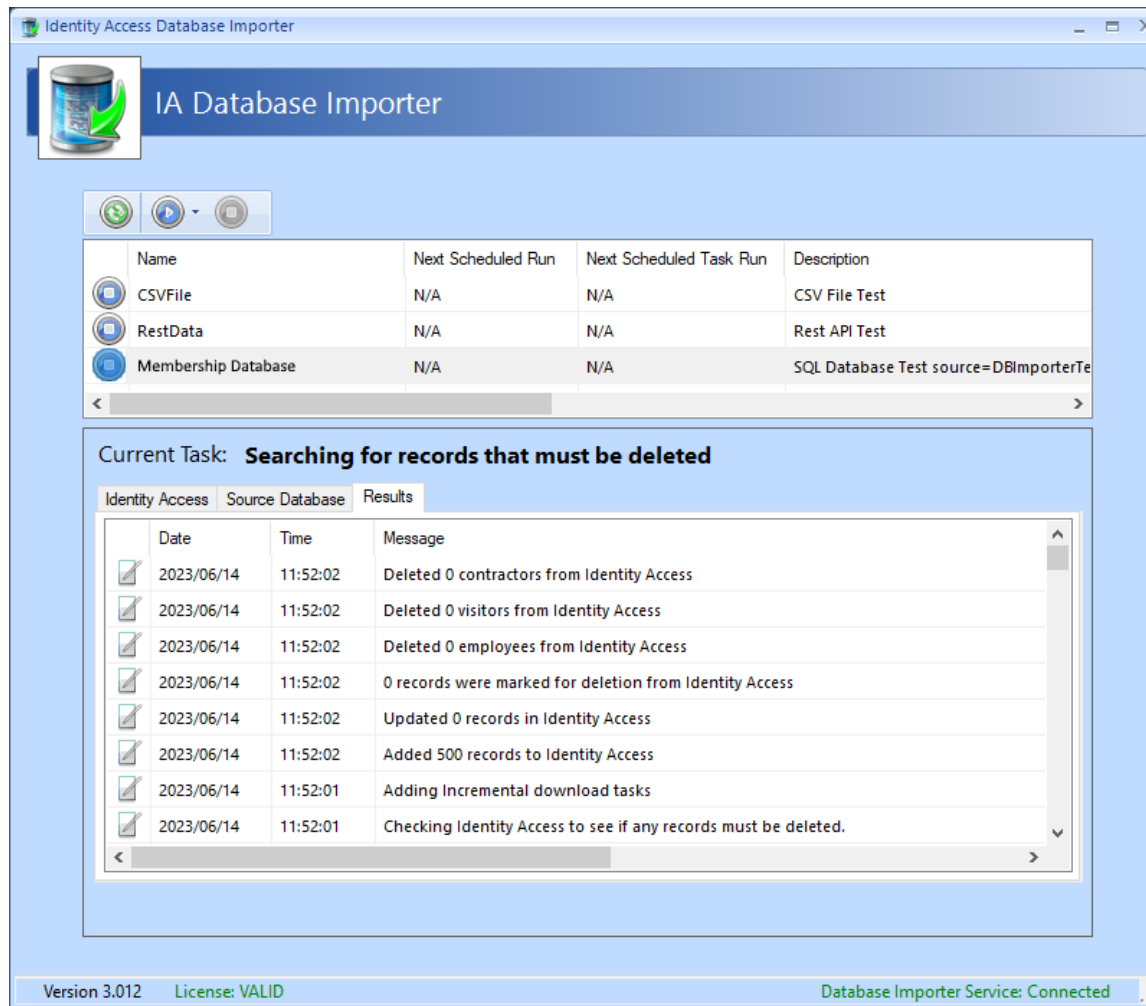 Identity Access Database Importer
IA Database Importer
Name Next Scheduled Run Next Scheduled Task Run Description
CSVFile N/A N/A CSV File Test
RestData N/A N/A Rest API Test
Membership Database N/A N/A SQL Database Test source=DBImporterTe
Current Task: Searching for records that must be deleted
Identity Access Source Database Results
Date Time Message
2023/06/14 11:52:02 Deleted 0 contractors from Identity Access
2023/06/14 11:52:02 Deleted 0 visitors from Identity Access
2023/06/14 11:52:02 Deleted 0 employees from Identity Access
2023/06/14 11:52:02 0 records were marked for deletion from Identity Access
2023/06/14 11:52:02 Updated 0 records in Identity Access
2023/06/14 11:52:02 Added 500 records to Identity Access
2023/06/14 11:52:01 Adding Incremental download tasks
2023/06/14 11:52:01 Checking Identity Access to see if any records must be deleted.
Version 3.012 License: VALID Database Importer Service: Connected